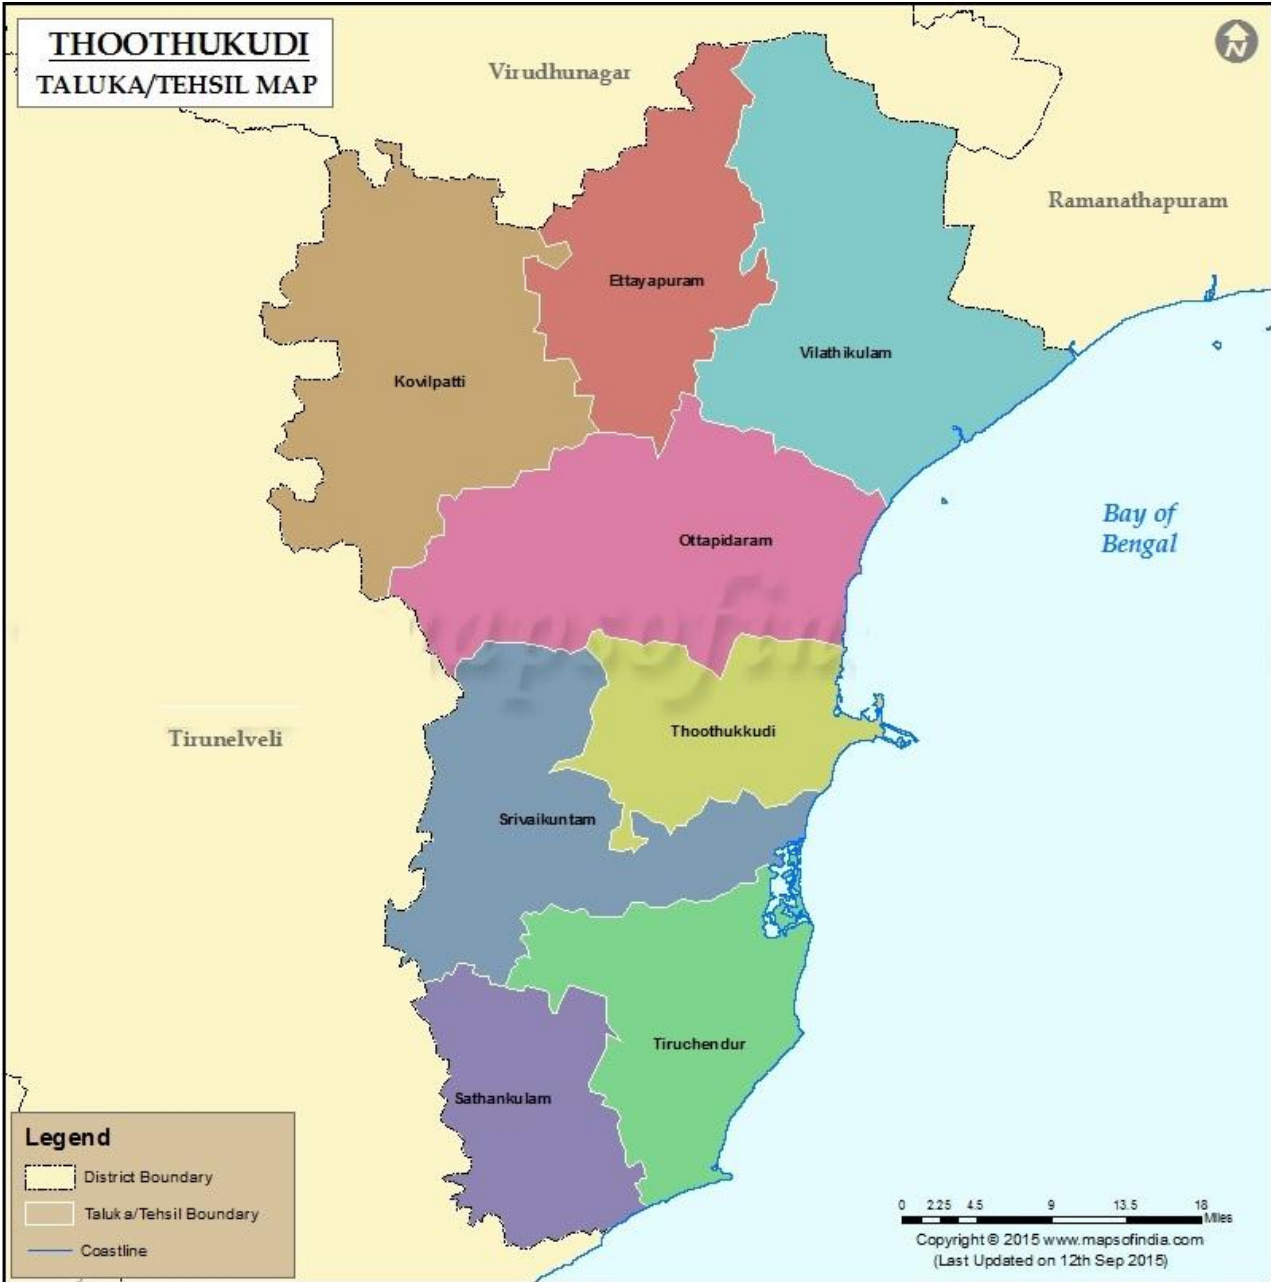 THOOTHUKUDI
TALUKA/TEHSIL MAP
N
Virudhunagar
Ramanathapuram
Ettayapuram
Vilathikulam
Kovilpatti
Bay of
Bengal
Ottapidaram
mapsofin
Tirunelveli
Thoothukkudi
Srivaikuntam
Tiruchendur
Sathankulam
Legend
District Boundary
Taluka/Tehsil Boundary
Coastline
0 2.25 4.5 9 13.5 18
Miles
Copyright © 2015 www.mapsofindia.com
(Last Updated on 12th Sep 2015)